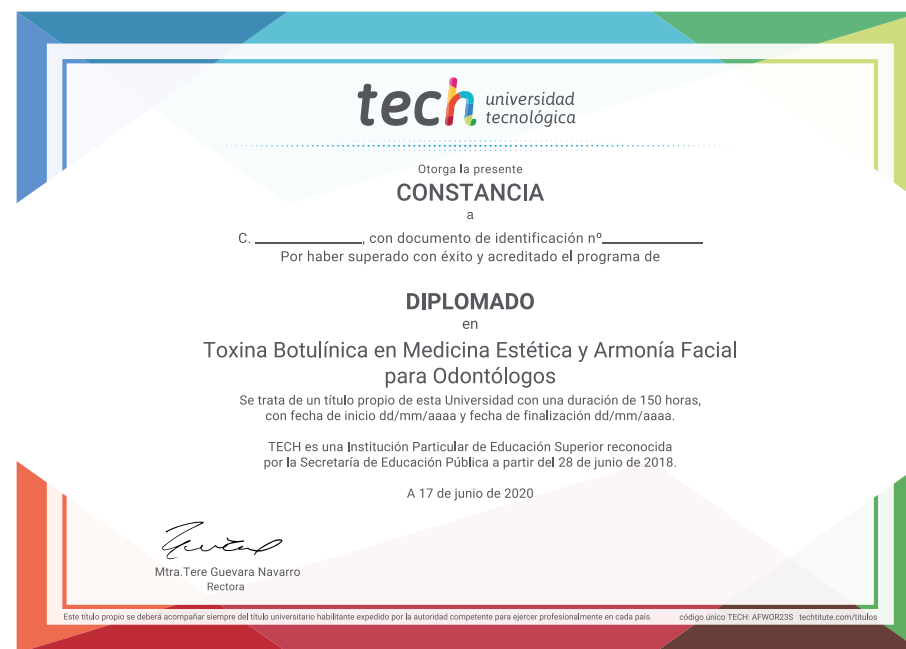 tech universidad
tecnológica
Otorga la presente
CONSTANCIA
a
C. ____________, con documento de identificación nº____________
Por haber superado con éxito y acreditado el programa de
DIPLOMADO
en
Toxina Botulínica en Medicina Estética y Armonía Facial
para Odontólogos
Se trata de un título propio de esta Universidad con una duración de 150 horas,
con fecha de inicio dd/mm/aaaa y fecha de finalización dd/mm/aaaa.
TECH es una Institución Particular de Educación Superior reconocida
por la Secretaría de Educación Pública a partir del 28 de junio de 2018.
A 17 de junio de 2020
Mtra.Tere Guevara Navarro
Rectora
Este título propio se deberá acompañar siempre del título universitario habilitante expedido por la autoridad competente para ejercer profesionalmente en cada país. código único TECH: AFWOR23S techtitute.com/titulos